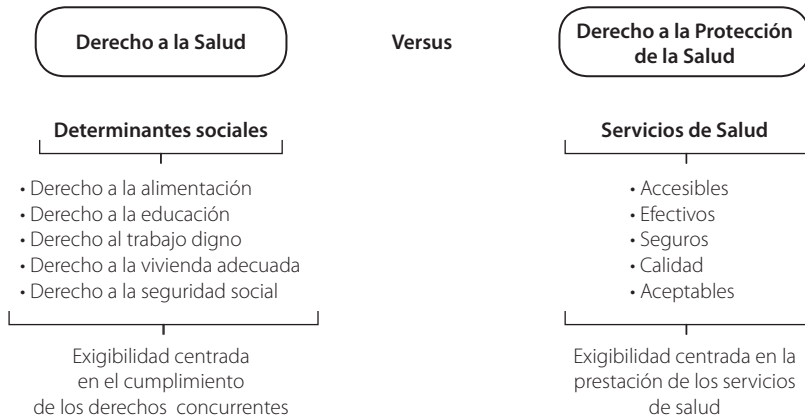 Derecho a la Salud
Versus
Derecho a la Protección
de la Salud
Determinantes sociales
• Derecho a la alimentación
• Derecho a la educación
• Derecho al trabajo digno
• Derecho a la vivienda adecuada
• Derecho a la seguridad social
Exigibilidad centrada
en el cumplimiento
de los derechos concurrentes
Servicios de Salud
• Accesibles
• Efectivos
• Seguros
• Calidad
• Aceptables
Exigibilidad centrada en la
prestación de los servicios
de salud